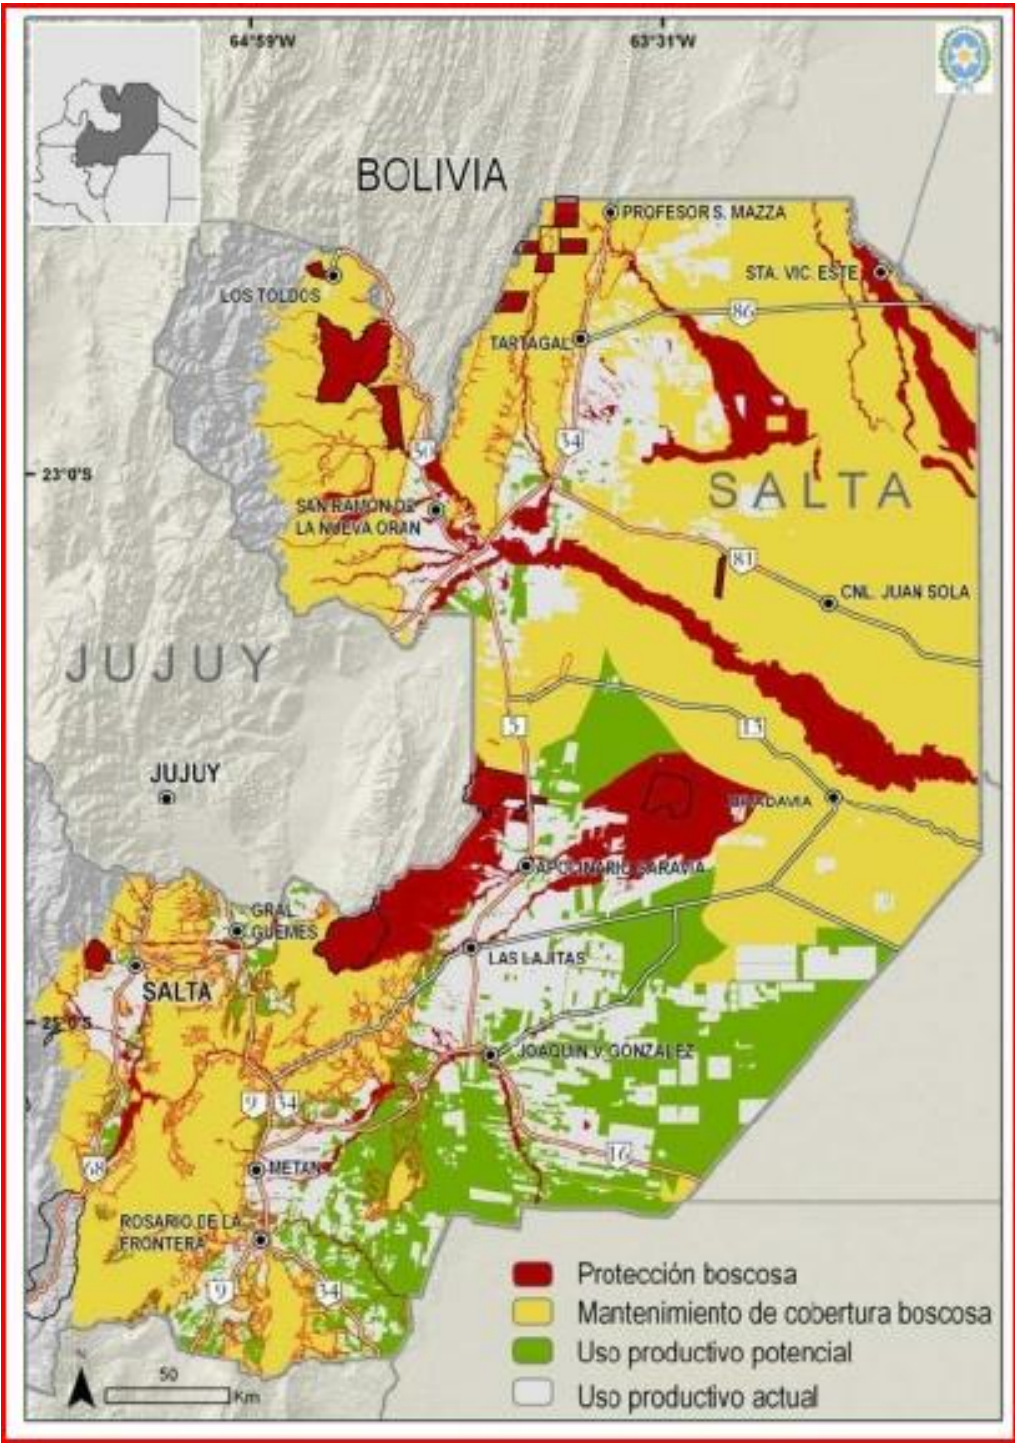 64°59'W
63°31'W
BOLIVIA
PROFESOR S. MAZZA
STA. VIC. ESTE
LOS TOLDOS
86
TARTAGAL
34
50
23°0'S
SALTA
SAN RAMON DE
LA NUEVA ORAN
81
CNL. JUAN SOLA
JUJUY
5
13
JUJUY
RIVADAVIA
APOLINARIO SARAVIA
GRAL.
GUEMES
LAS LAJITAS
SALTA
25°0'S
JOAQUIN V. GONZALEZ
9
34
16
68
METAN
ROSARIO DE LA
FRONTERA
9
34
Protección boscosa
Mantenimiento de cobertura boscosa
Uso productivo potencial
Uso productivo actual
N
50
Km